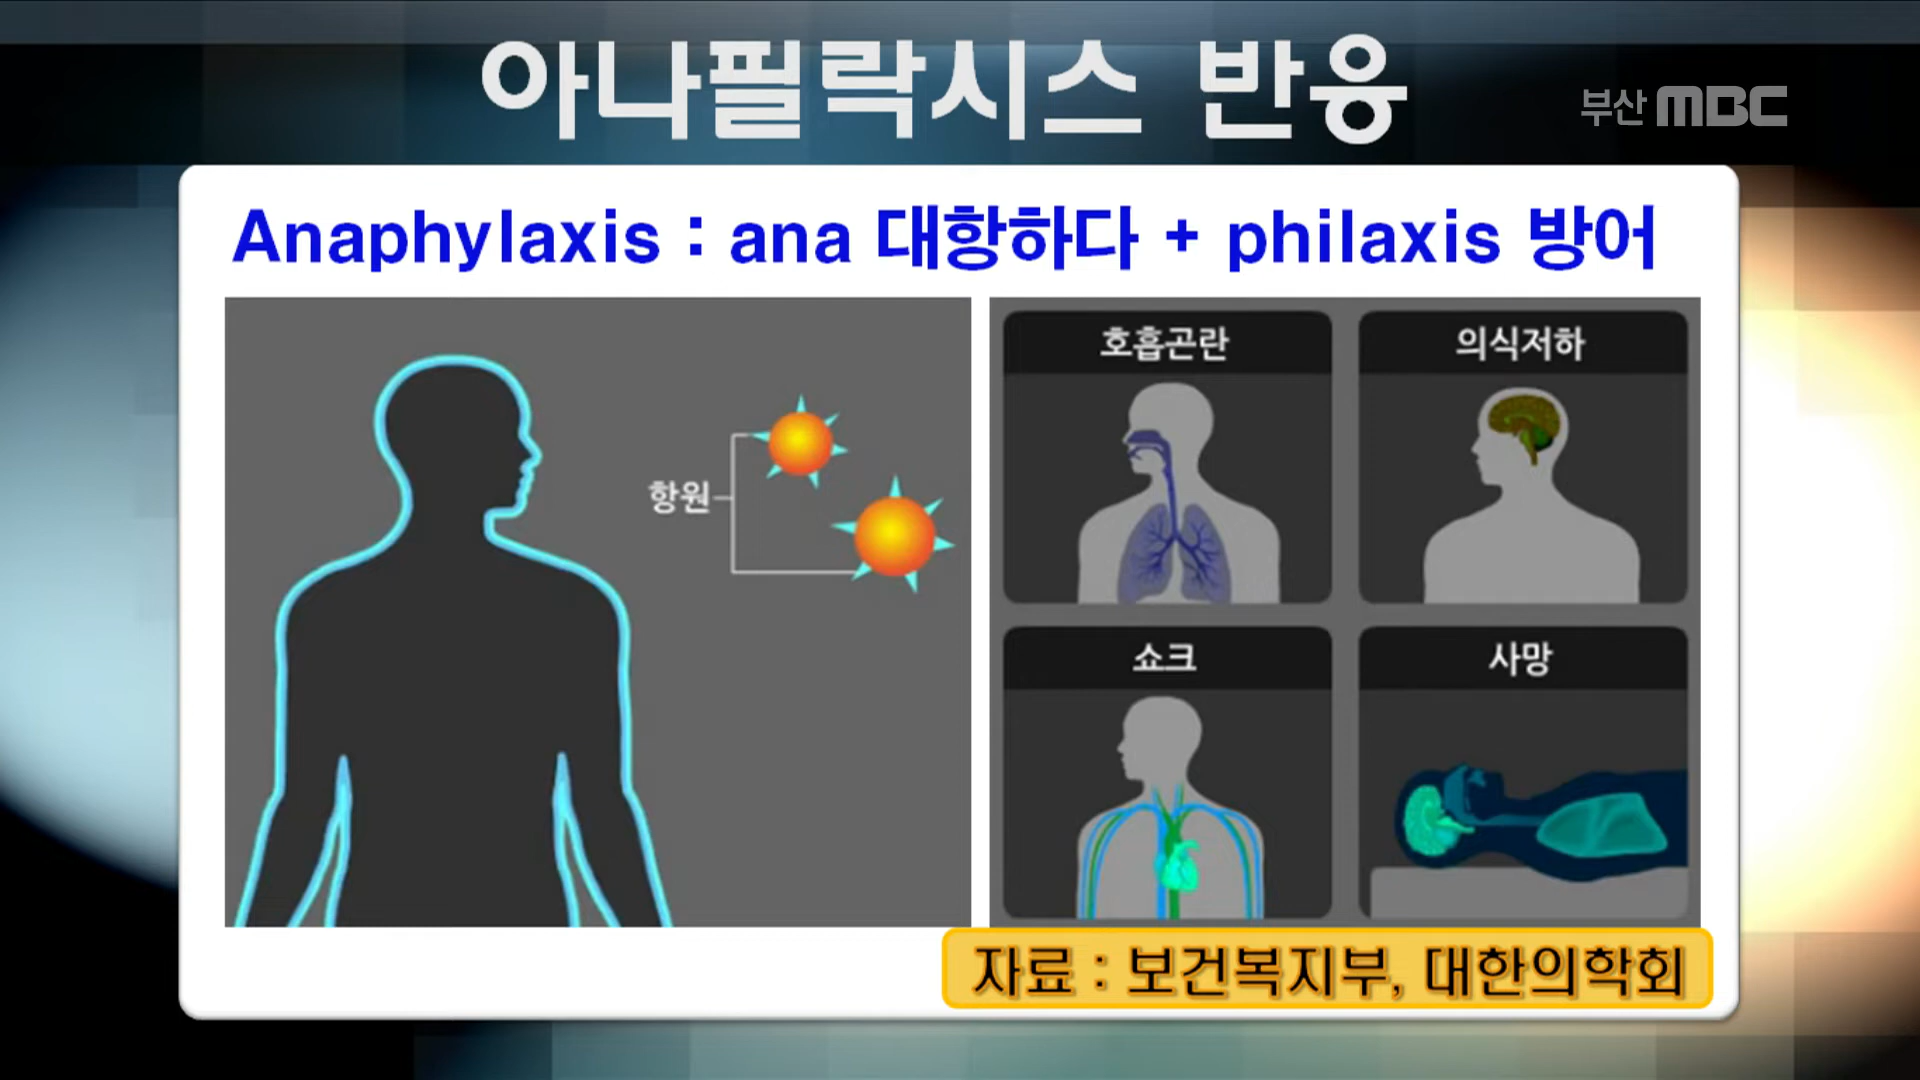 아나필락시스 반응
부산 MBC
Anaphylaxis : ana 대항하다 + philaxis 방어
항원
호흡곤란
의식저하
쇼크
사망
자료 : 보건복지부, 대한의학회